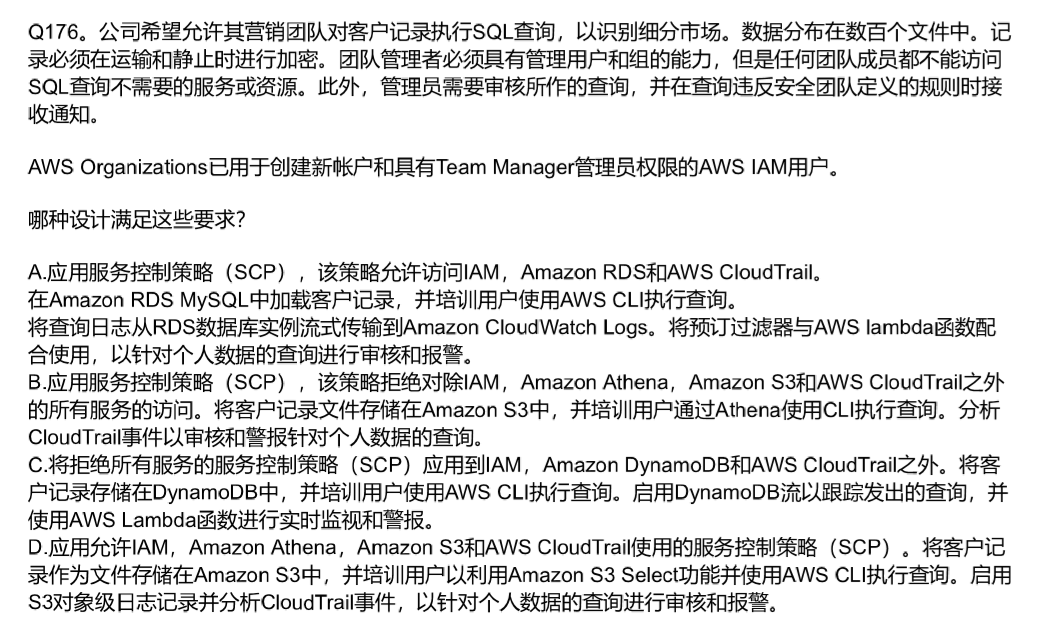 Q176。公司希望允许其营销团队对客户记录执行SQL查询，以识别细分市场。数据分布在数百个文件中。记
录必须在运输和静止时进行加密。团队管理者必须具有管理用户和组的能力，但是任何团队成员都不能访问
SQL查询不需要的服务或资源。此外，管理员需要审核所作的查询，并在查询违反安全团队定义的规则时接
收通知。
AWS Organizations已用于创建新帐户和具有Team Manager管理员权限的AWS IAM用户。
哪种设计满足这些要求？
A.应用服务控制策略（SCP），该策略允许访问IAM，Amazon RDS和AWS CloudTrail。
在Amazon RDS MySQL中加载客户记录，并培训用户使用AWS CLI执行查询。
将查询日志从RDS数据库实例流式传输到Amazon CloudWatch Logs。将预订过滤器与AWS lambda函数配
合使用，以针对个人数据的查询进行审核和报警。
B.应用服务控制策略（SCP），该策略拒绝对除IAM，Amazon Athena，Amazon S3和AWS CloudTrail之外
的所有服务的访问。将客户记录文件存储在Amazon S3中，并培训用户通过Athena使用CLI执行查询。分析
CloudTrail事件以审核和警报针对个人数据的查询。
C.将拒绝所有服务的服务控制策略（SCP）应用到IAM，Amazon DynamoDB和AWS CloudTrail之外。将客
户记录存储在DynamoDB中，并培训用户使用AWS CLI执行查询。启用DynamoDB流以跟踪发出的查询，并
使用AWS Lambda函数进行实时监视和警报。
D.应用允许IAM，Amazon Athena，Amazon S3和AWS CloudTrail使用的服务控制策略（SCP）。将客户记
录作为文件存储在Amazon S3中，并培训用户以利用Amazon S3 Select功能并使用AWS CLI执行查询。启用
S3对象级日志记录并分析CloudTrail事件，以针对个人数据的查询进行审核和报警。